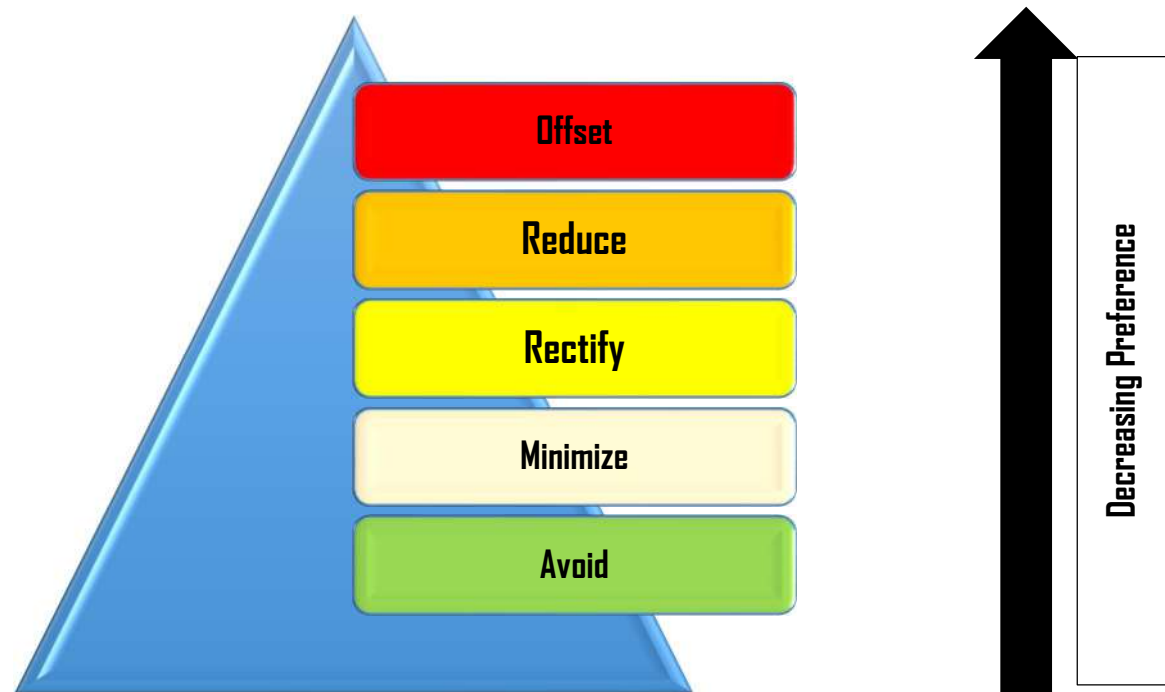 Offset
Reduce
Rectify
Minimize
Avoid
Decreasing Preference